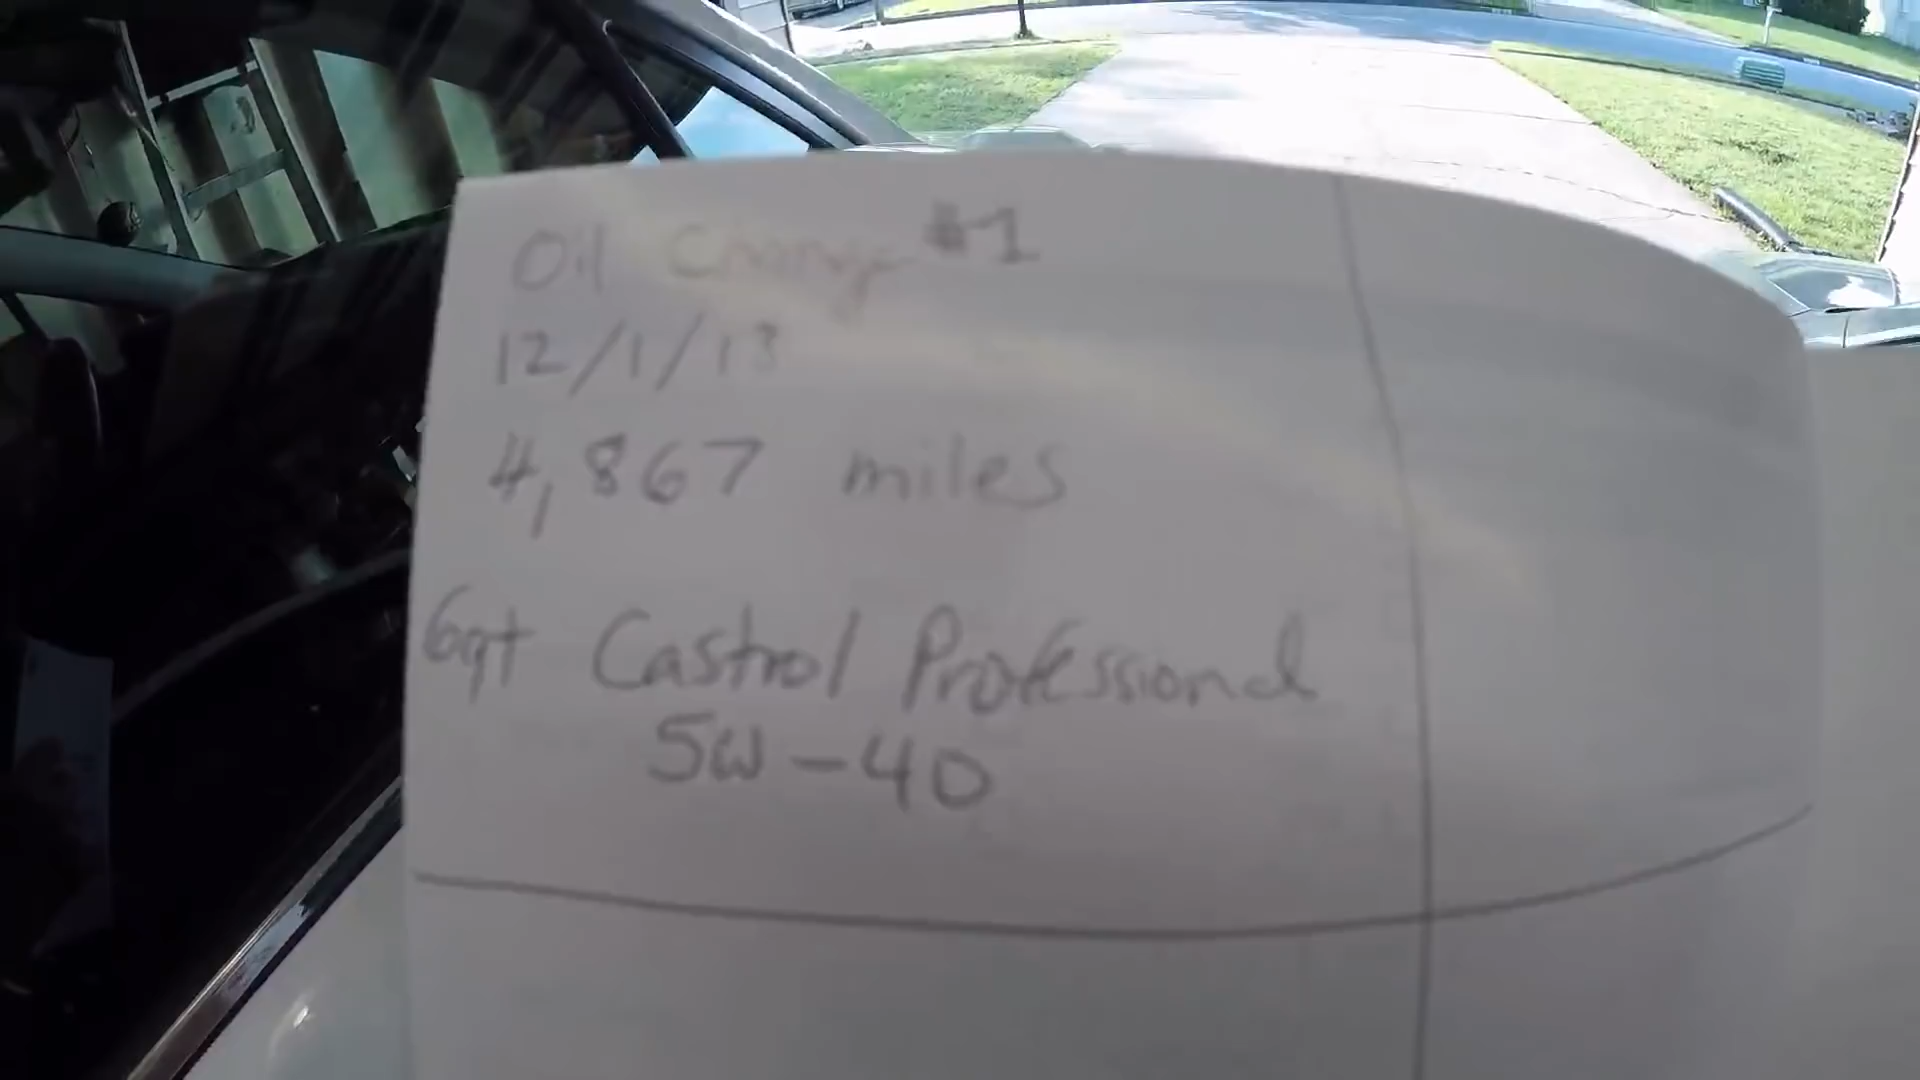 Oil Change #1
12/1/13
4,867 miles
6qt Castrol Professional
5W-40